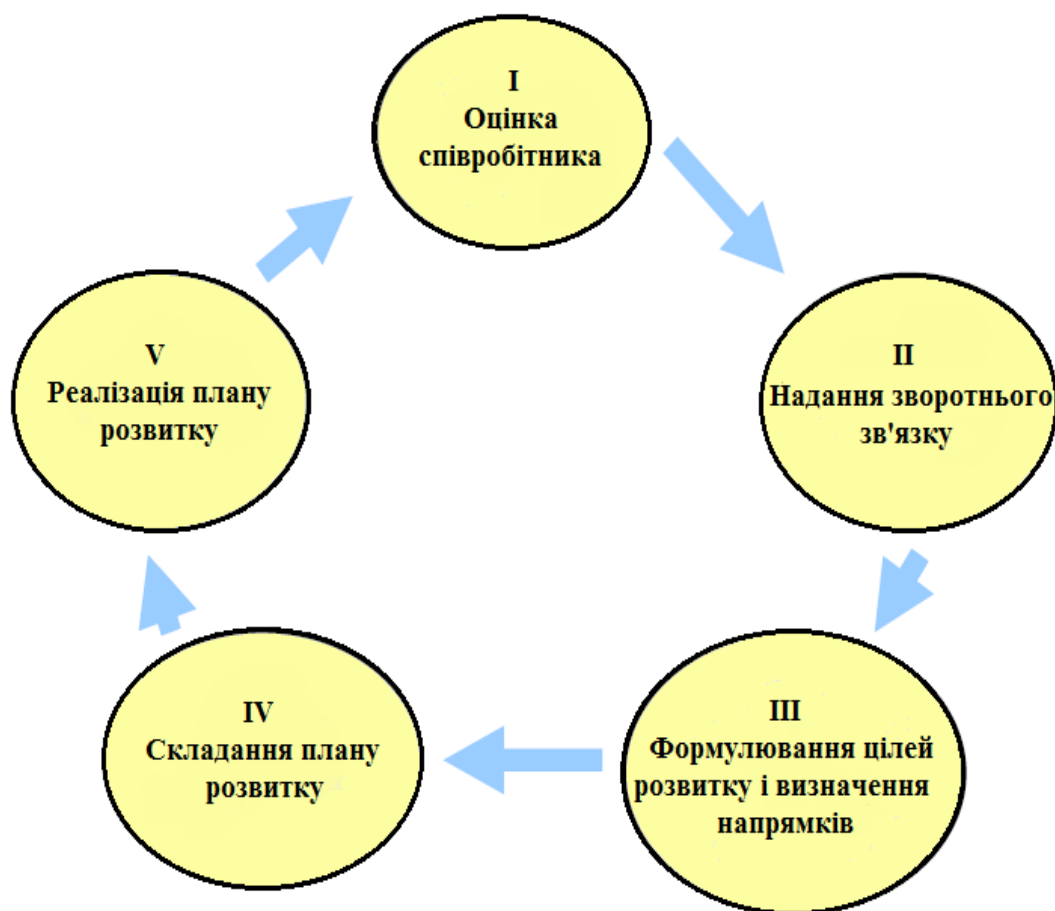 I
Оцінка
співробітника
II
Надання зворотнього
зв'язку
III
Формулювання цілей
розвитку і визначення
напрямків
IV
Складання плану
розвитку
V
Реалізація плану
розвитку